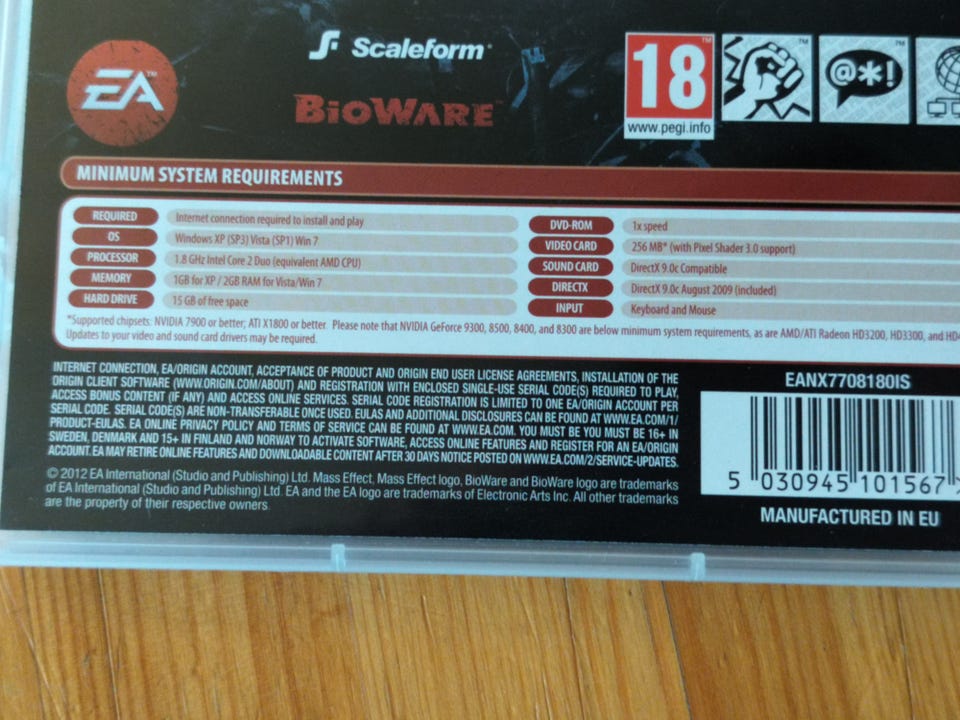 EA™
Scaleform
BIOWARE™
18
www.pegi.info
@*!
MINIMUM SYSTEM REQUIREMENTS
REQUIRED Internet connection required to install and play
OS Windows XP (SP3) Vista (SP1) Win 7
PROCESSOR 1.8 GHz Intel Core 2 Duo (equivalent AMD CPU)
MEMORY 1GB for XP / 2GB RAM for Vista/Win 7
HARD DRIVE 15 GB of free space
DVD-ROM 1x speed
VIDEO CARD 256 MB* (with Pixel Shader 3.0 support)
SOUND CARD DirectX 9.0c Compatible
DIRECTX DirectX 9.0c August 2009 (included)
INPUT Keyboard and Mouse
*Supported chipsets: NVIDIA 7900 or better; ATI X1800 or better. Please note that NVIDIA GeForce 9300, 8500, 8400, and 8300 are below minimum system requirements, as are AMD/ATI Radeon HD3200, HD3300, and
Updates to your video and sound card drivers may be required.
INTERNET CONNECTION, EA/ORIGIN ACCOUNT, ACCEPTANCE OF PRODUCT AND ORIGIN END USER LICENSE AGREEMENTS, INSTALLATION OF THE
ORIGIN CLIENT SOFTWARE (WWW.ORIGIN.COM/ABOUT) AND REGISTRATION WITH ENCLOSED SINGLE-USE SERIAL CODE(S) REQUIRED TO PLAY,
ACCESS BONUS CONTENT (IF ANY) AND ACCESS ONLINE SERVICES. SERIAL CODE REGISTRATION IS LIMITED TO ONE EA/ORIGIN ACCOUNT PER
SERIAL CODE. SERIAL CODE(S) ARE NON-TRANSFERABLE ONCE USED. EULAS AND ADDITIONAL DISCLOSURES CAN BE FOUND AT WWW.EA.COM/1/
PRODUCT-EULAS. EA ONLINE PRIVACY POLICY AND TERMS OF SERVICE CAN BE FOUND AT WWW.EA.COM. YOU MUST BE YOU MUST BE 16+ IN
SWEDEN, DENMARK AND 15+ IN FINLAND AND NORWAY TO ACTIVATE SOFTWARE, ACCESS ONLINE FEATURES AND REGISTER FOR AN EA/ORIGIN
ACCOUNT. EA MAY RETIRE ONLINE FEATURES AND DOWNLOADABLE CONTENT AFTER 30 DAYS NOTICE POSTED ON WWW.EA.COM/2/SERVICE-UPDATES.
© 2012 EA International (Studio and Publishing) Ltd. Mass Effect, Mass Effect logo, BioWare and BioWare logo are trademarks
of EA International (Studio and Publishing) Ltd. EA and the EA logo are trademarks of Electronic Arts Inc. All other trademarks
are the property of their respective owners.
EANX7708180IS
5 030945 101567
MANUFACTURED IN EU